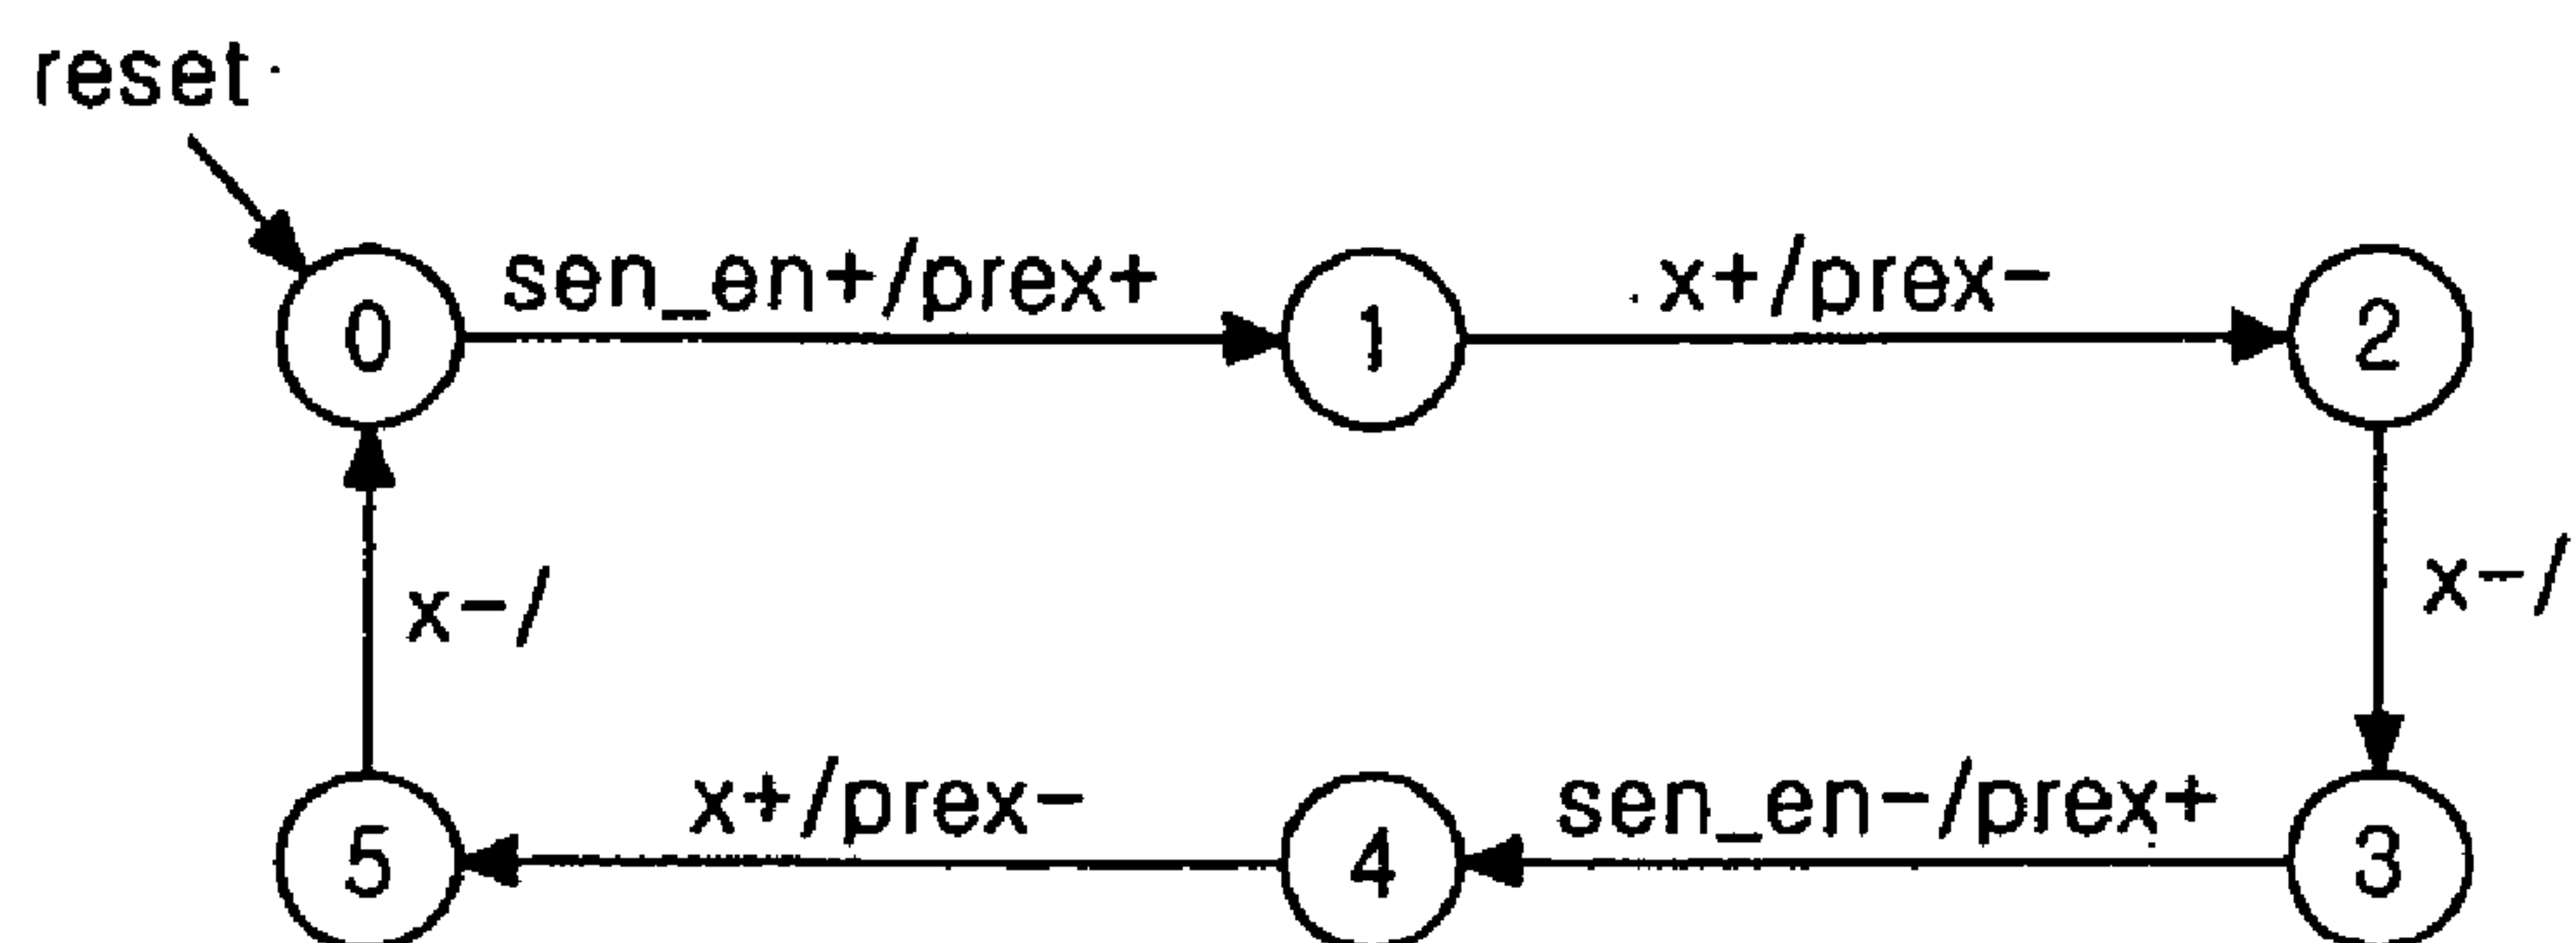 reset
sen_en+/prex+
x+/prex-
0
1
2
x-/
x-/
x+/prex-
sen_en-/prex+
5
4
3